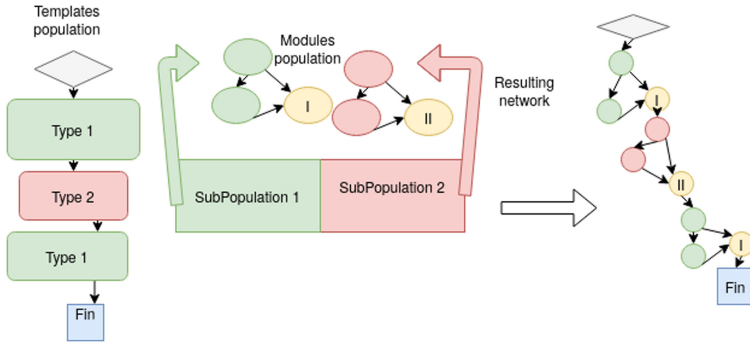 Templates
population
Type 1
Type 2
Type 1
Fin
Modules
population
I
II
SubPopulation 1
SubPopulation 2
Resulting
network
I
II
I
Fin